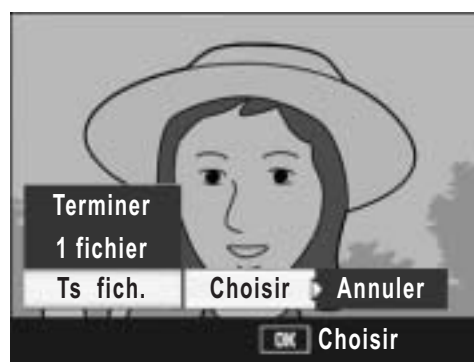 Terminer
1 fichier
Ts fich. Choisir Annuler
OK Choisir